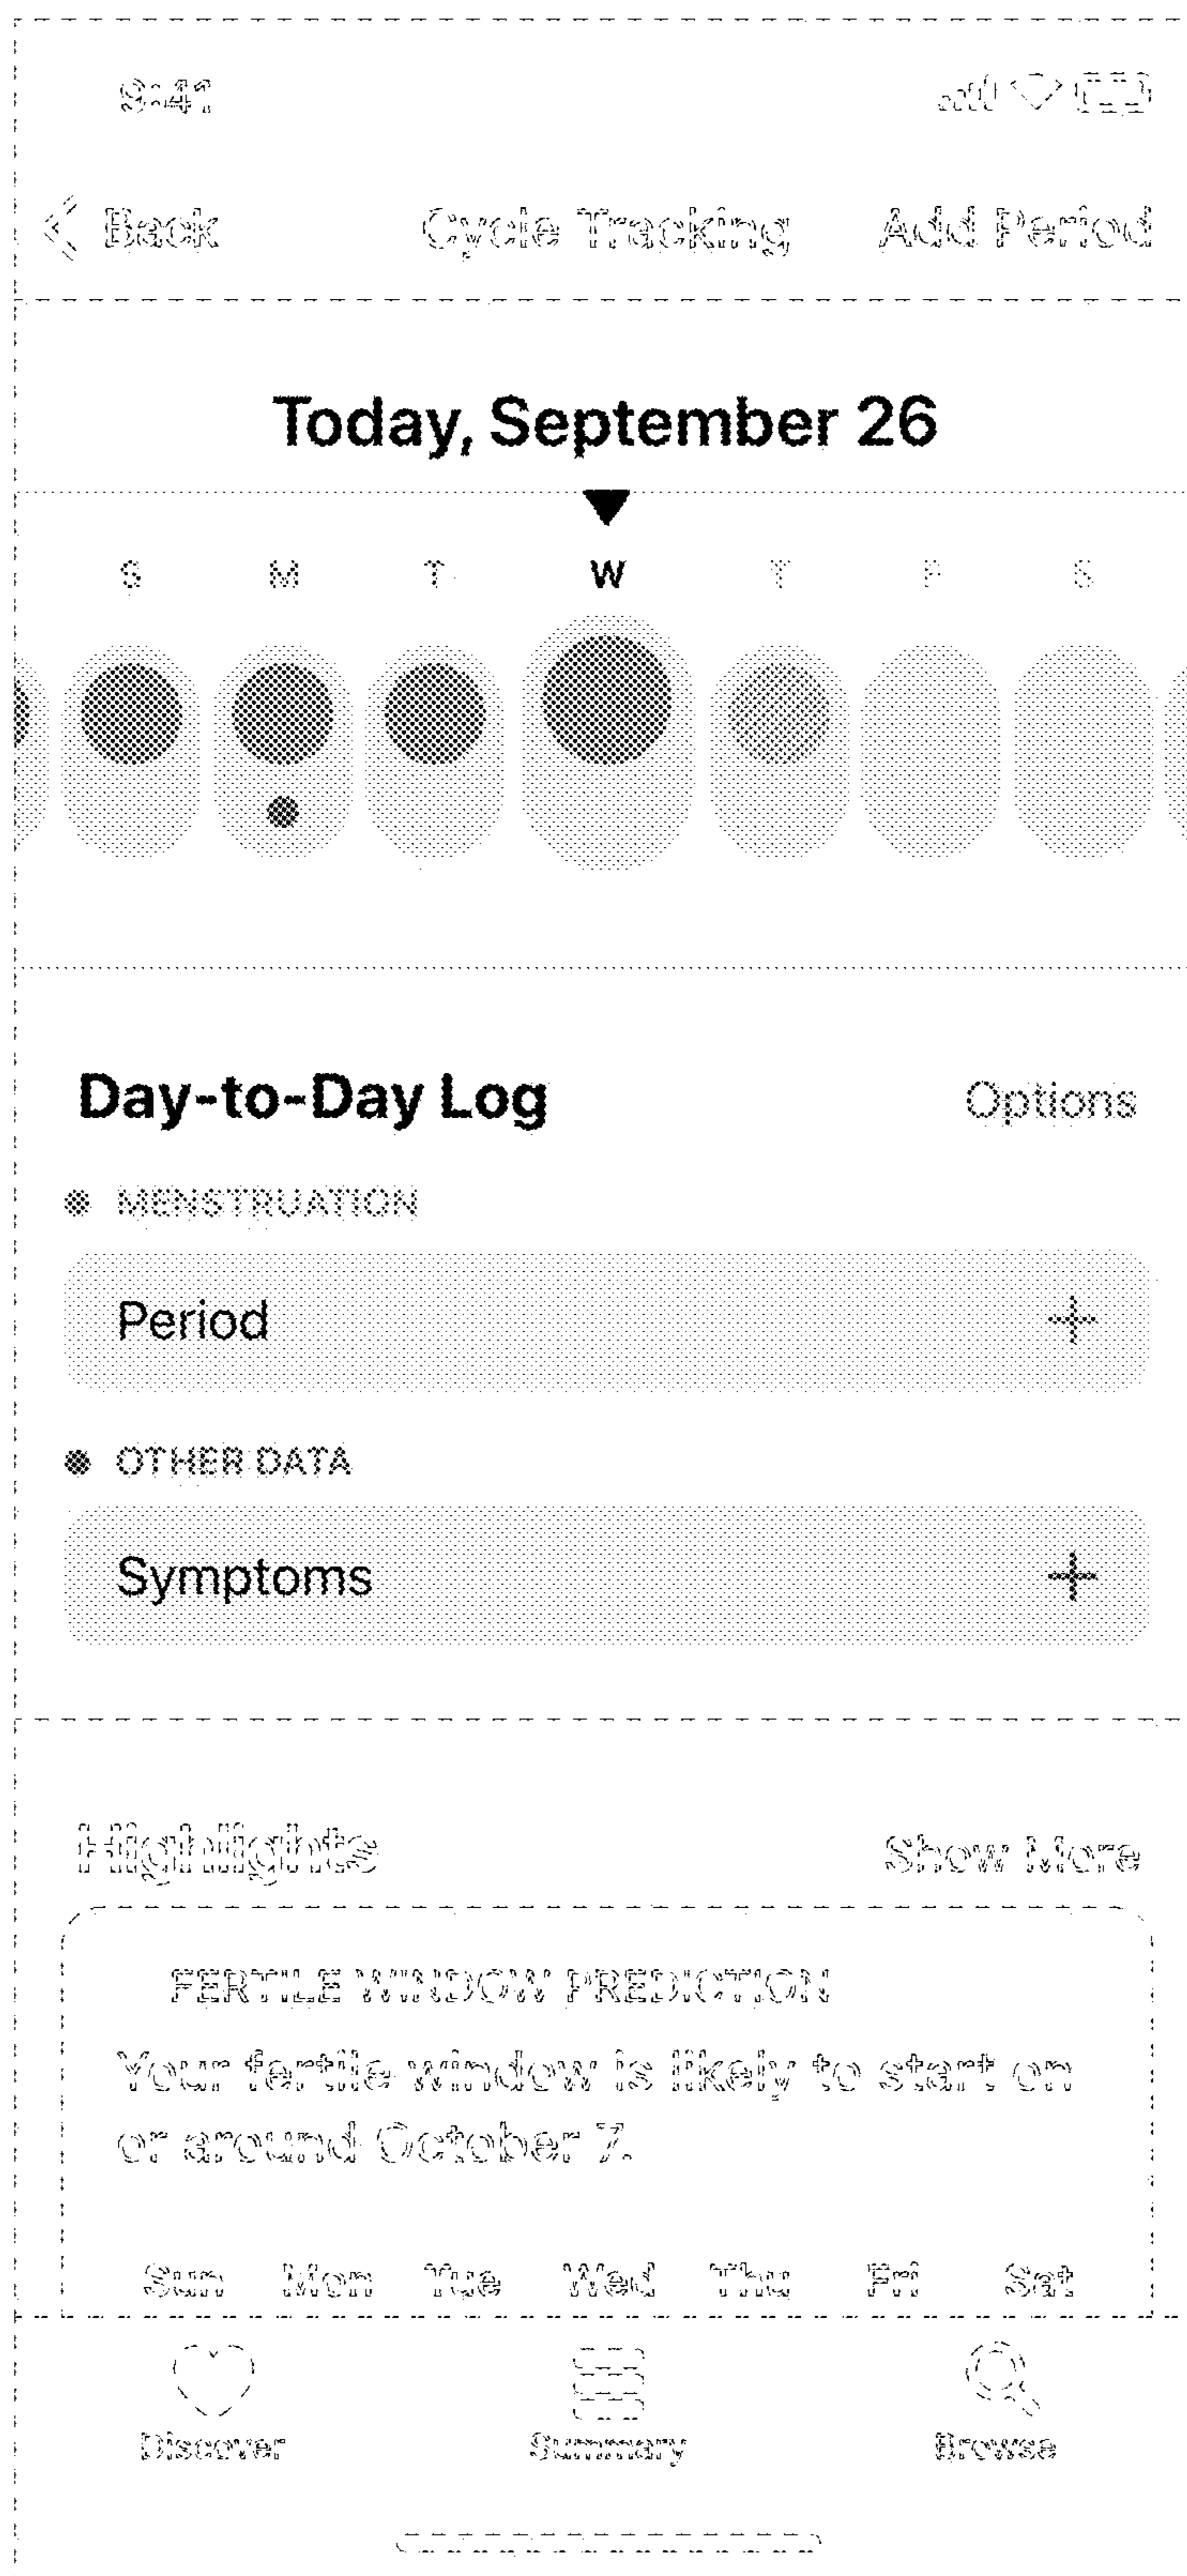 9:41
Back Cycle Tracking Add Period
Today, September 26
S M T W T F S
Day-to-Day Log Options
MENSTRUATION
Period
OTHER DATA
Symptoms
Highlights Show More
FERTILE WINDOW PREDICTION
Your fertile window is likely to start on
or around October 7.
Sun Mon Tue Wed Thu Fri Sat
Discover Summary Browse